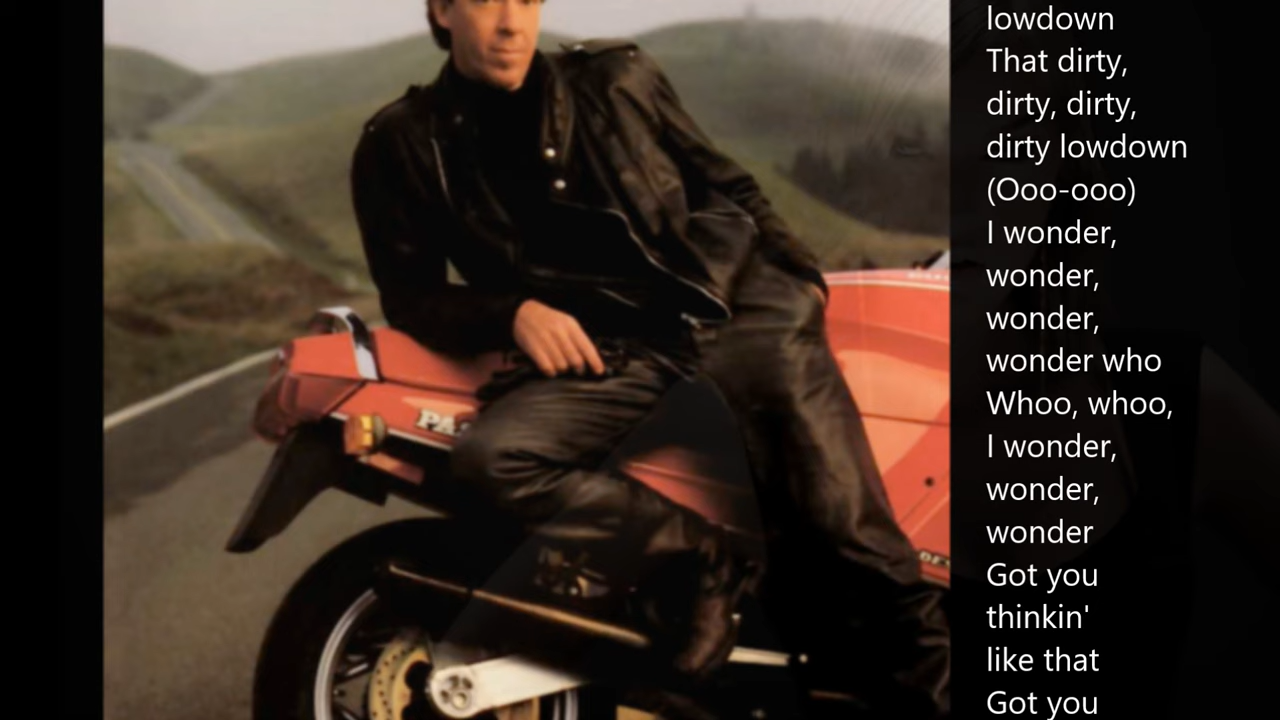 lowdown
That dirty,
dirty, dirty,
dirty lowdown
(Ooo-ooo)
I wonder,
wonder,
wonder,
wonder who
Whoo, whoo,
I wonder,
wonder,
wonder
Got you
thinkin'
like that
Got you